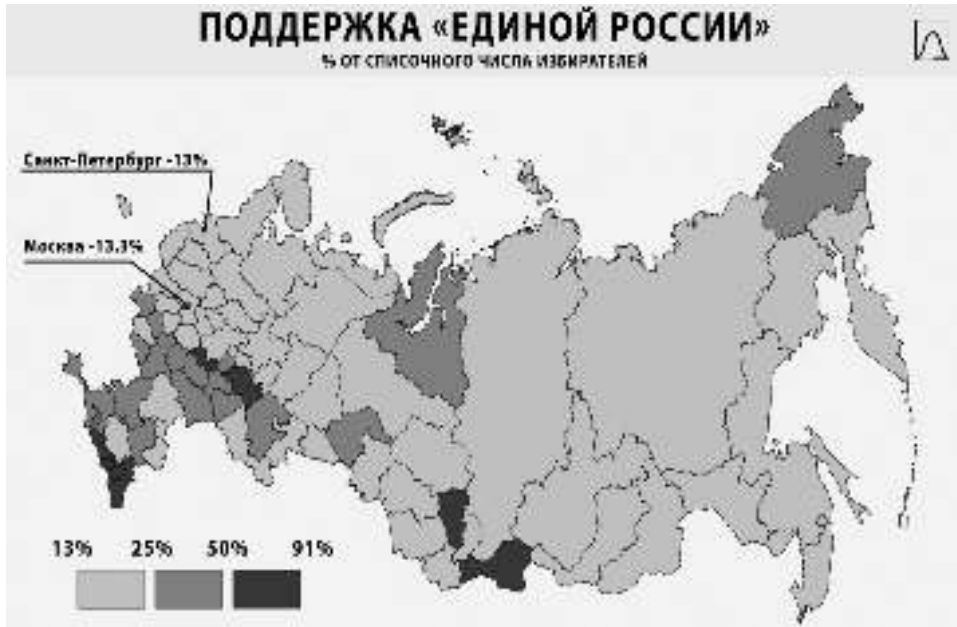 ПОДДЕРЖКА «ЕДИНОЙ РОССИИ»
% ОТ СПИСОЧНОГО ЧИСЛА ИЗБИРАТЕЛЕЙ
Санкт-Петербург -13%
Москва -13.3%
13% 25% 50% 91%